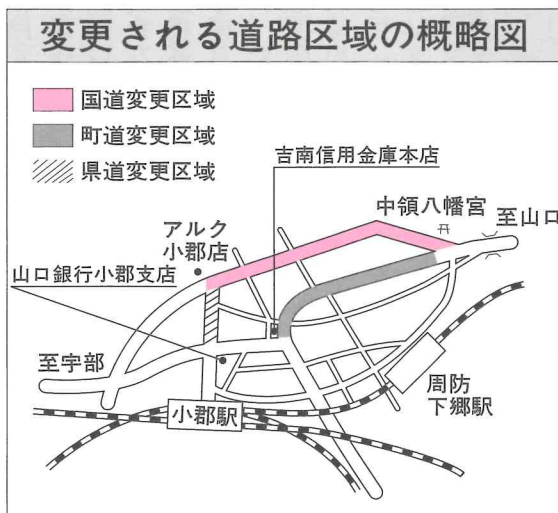 変更される道路区域の概略図
国道変更区域
町道変更区域
県道変更区域
吉南信用金庫本店
中領八幡宮
至山口
アルク
小郡店
山口銀行小郡支店
至宇部
周防
下郷駅
小郡駅